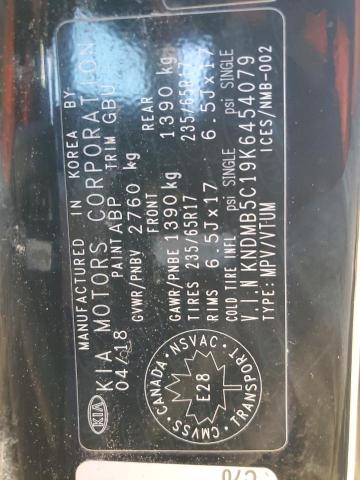 MANUFACTURED IN KOREA BY
KIA KIA MOTORS CORPORATION
04/18 PAINT ABP TRIM GBU
GVWR/PNBV 2760 kg
FRONT REAR
GAWR/PNBE 1390 kg 1390 kg
TIRES 235/65R17 235/65R17
RIMS 6.5Jx17 6.5Jx17
COLD TIRE INFL psi SINGLE psi SINGLE
V.I.N KNDMB5C19K6454079
TYPE: MPV/VTUM ICES/NMB-002
CANADA • NSVAC • TRANSPORT • CMVSS
E28